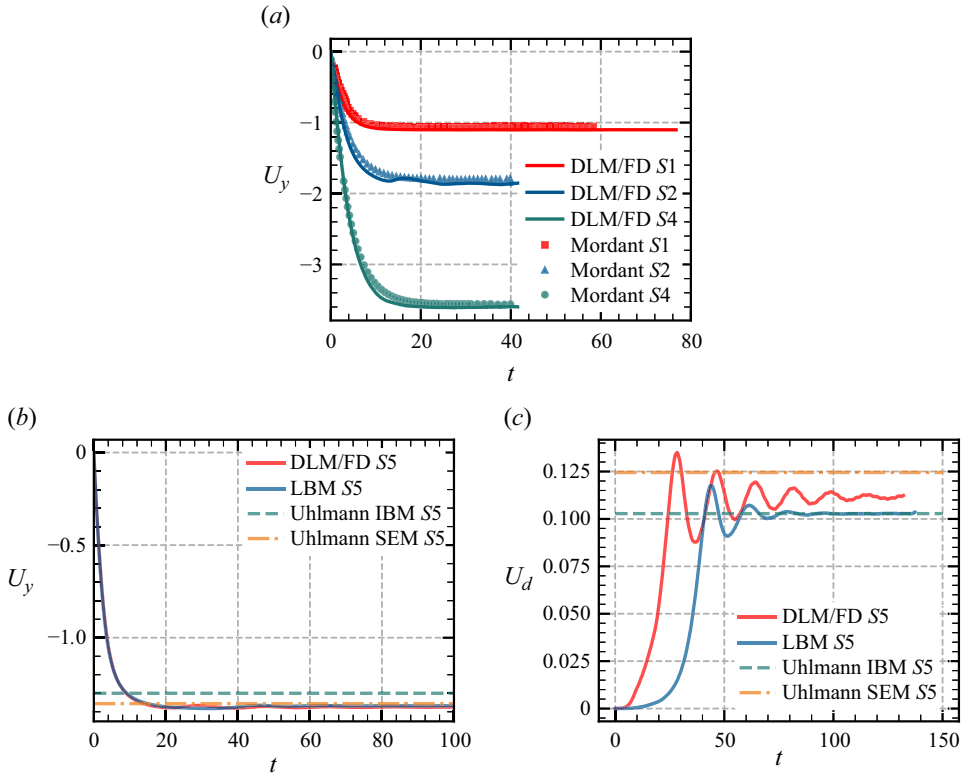 (a)
0
−1
−2
−3
U_y
DLM/FD S1
DLM/FD S2
DLM/FD S4
Mordant S1
Mordant S2
Mordant S4
0 20 40 60 80
t
(b)
0
−0.5
−1.0
U_y
DLM/FD S5
LBM S5
Uhlmann IBM S5
Uhlmann SEM S5
0 20 40 60 80 100
t
(c)
0.125
0.100
0.075
0.050
0.025
0
U_d
DLM/FD S5
LBM S5
Uhlmann IBM S5
Uhlmann SEM S5
0 50 100 150
t